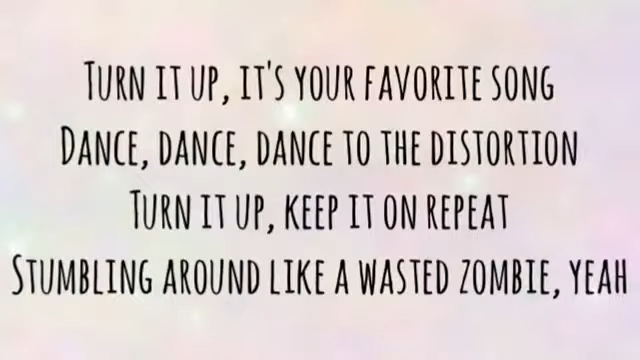 Turn it up, it's your favorite song
Dance, dance, dance to the distortion
Turn it up, keep it on repeat
Stumbling around like a wasted zombie, yeah